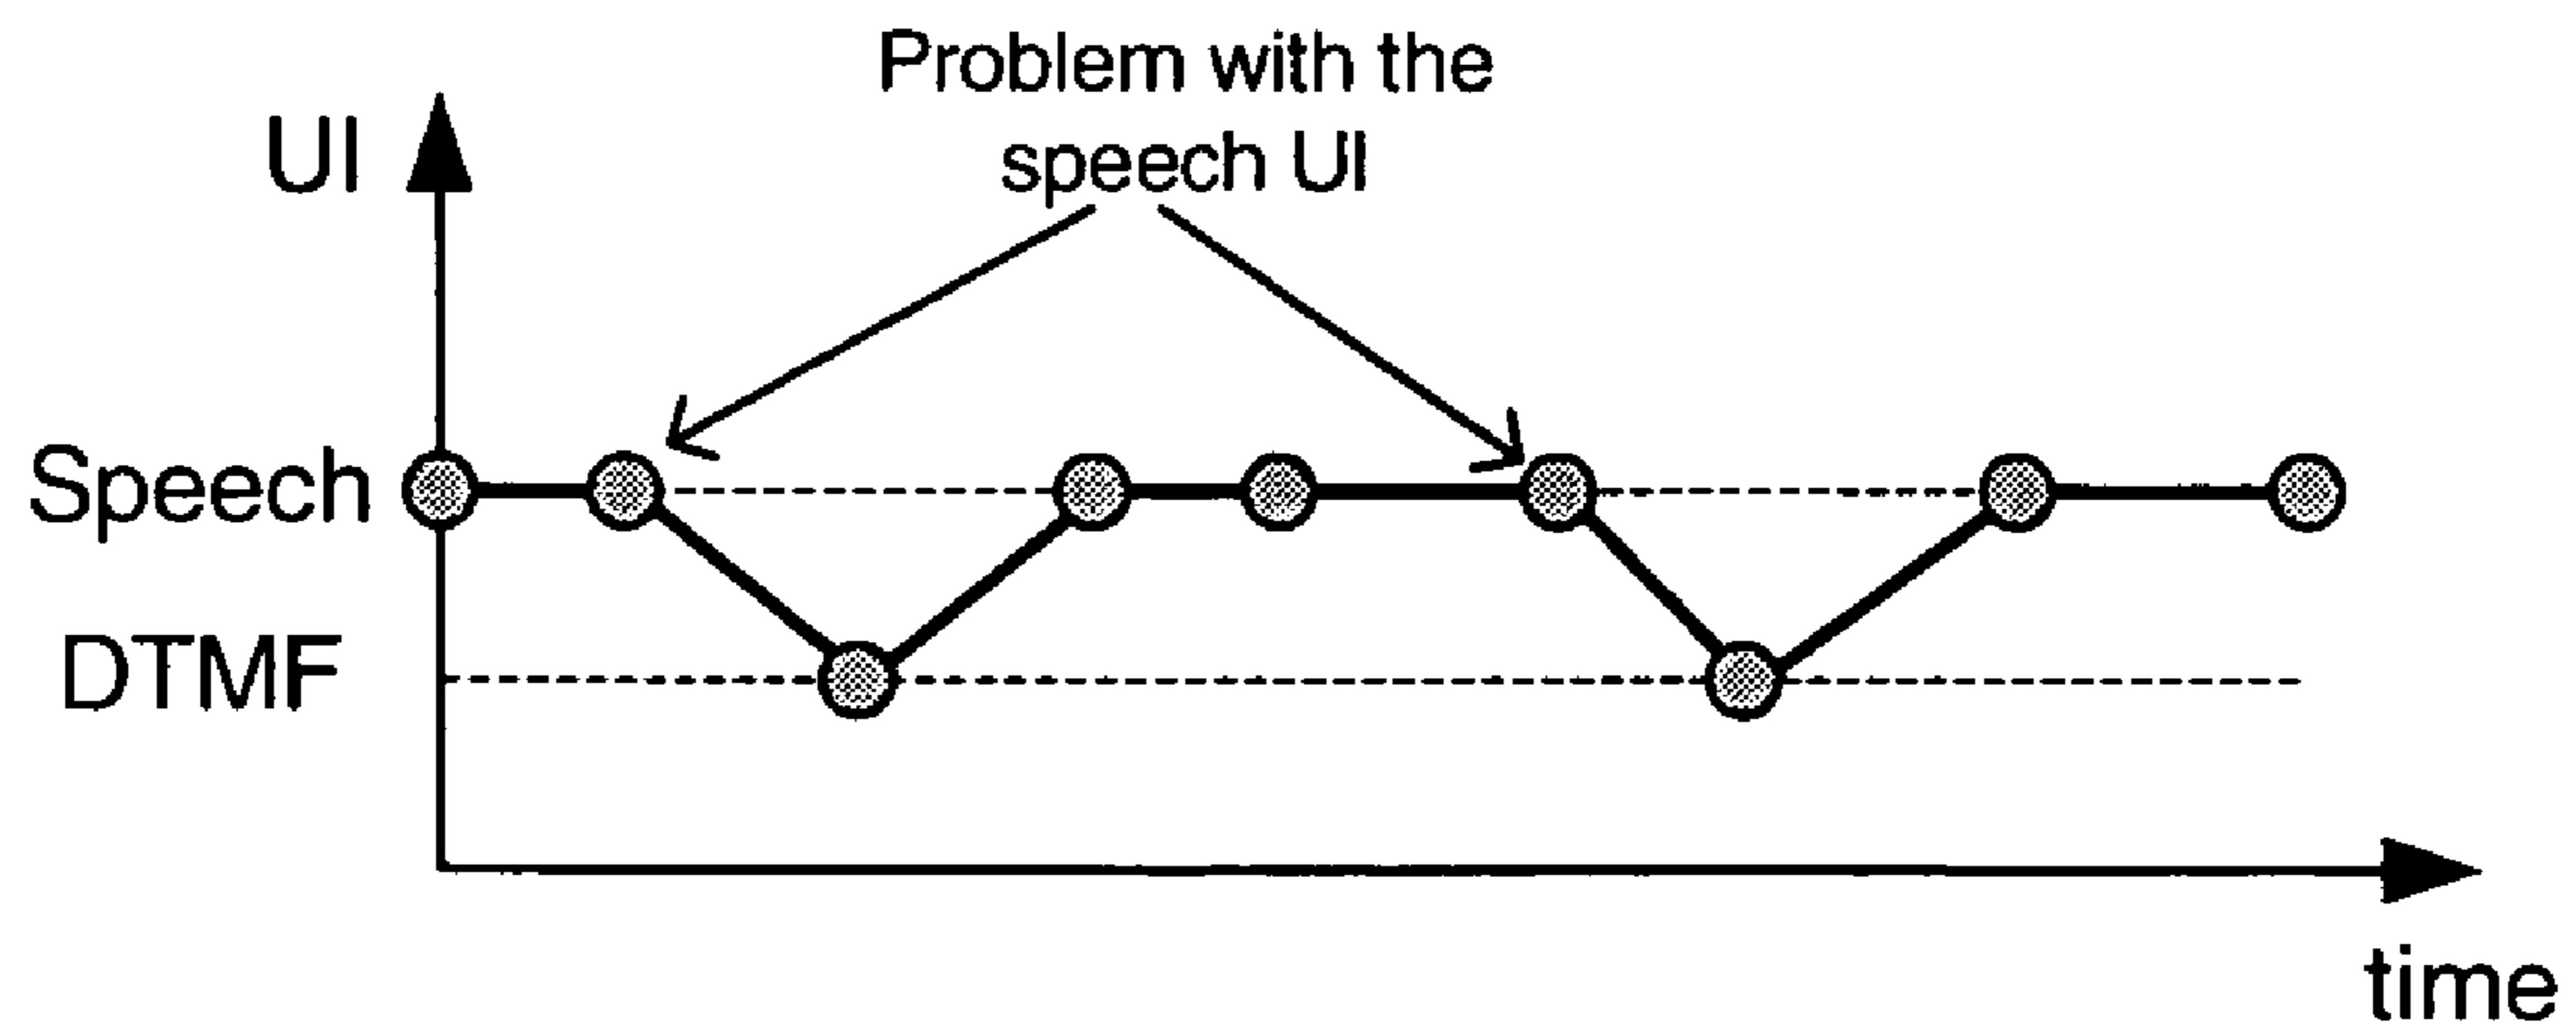 Problem with the
speech UI
UI
Speech
DTMF
time